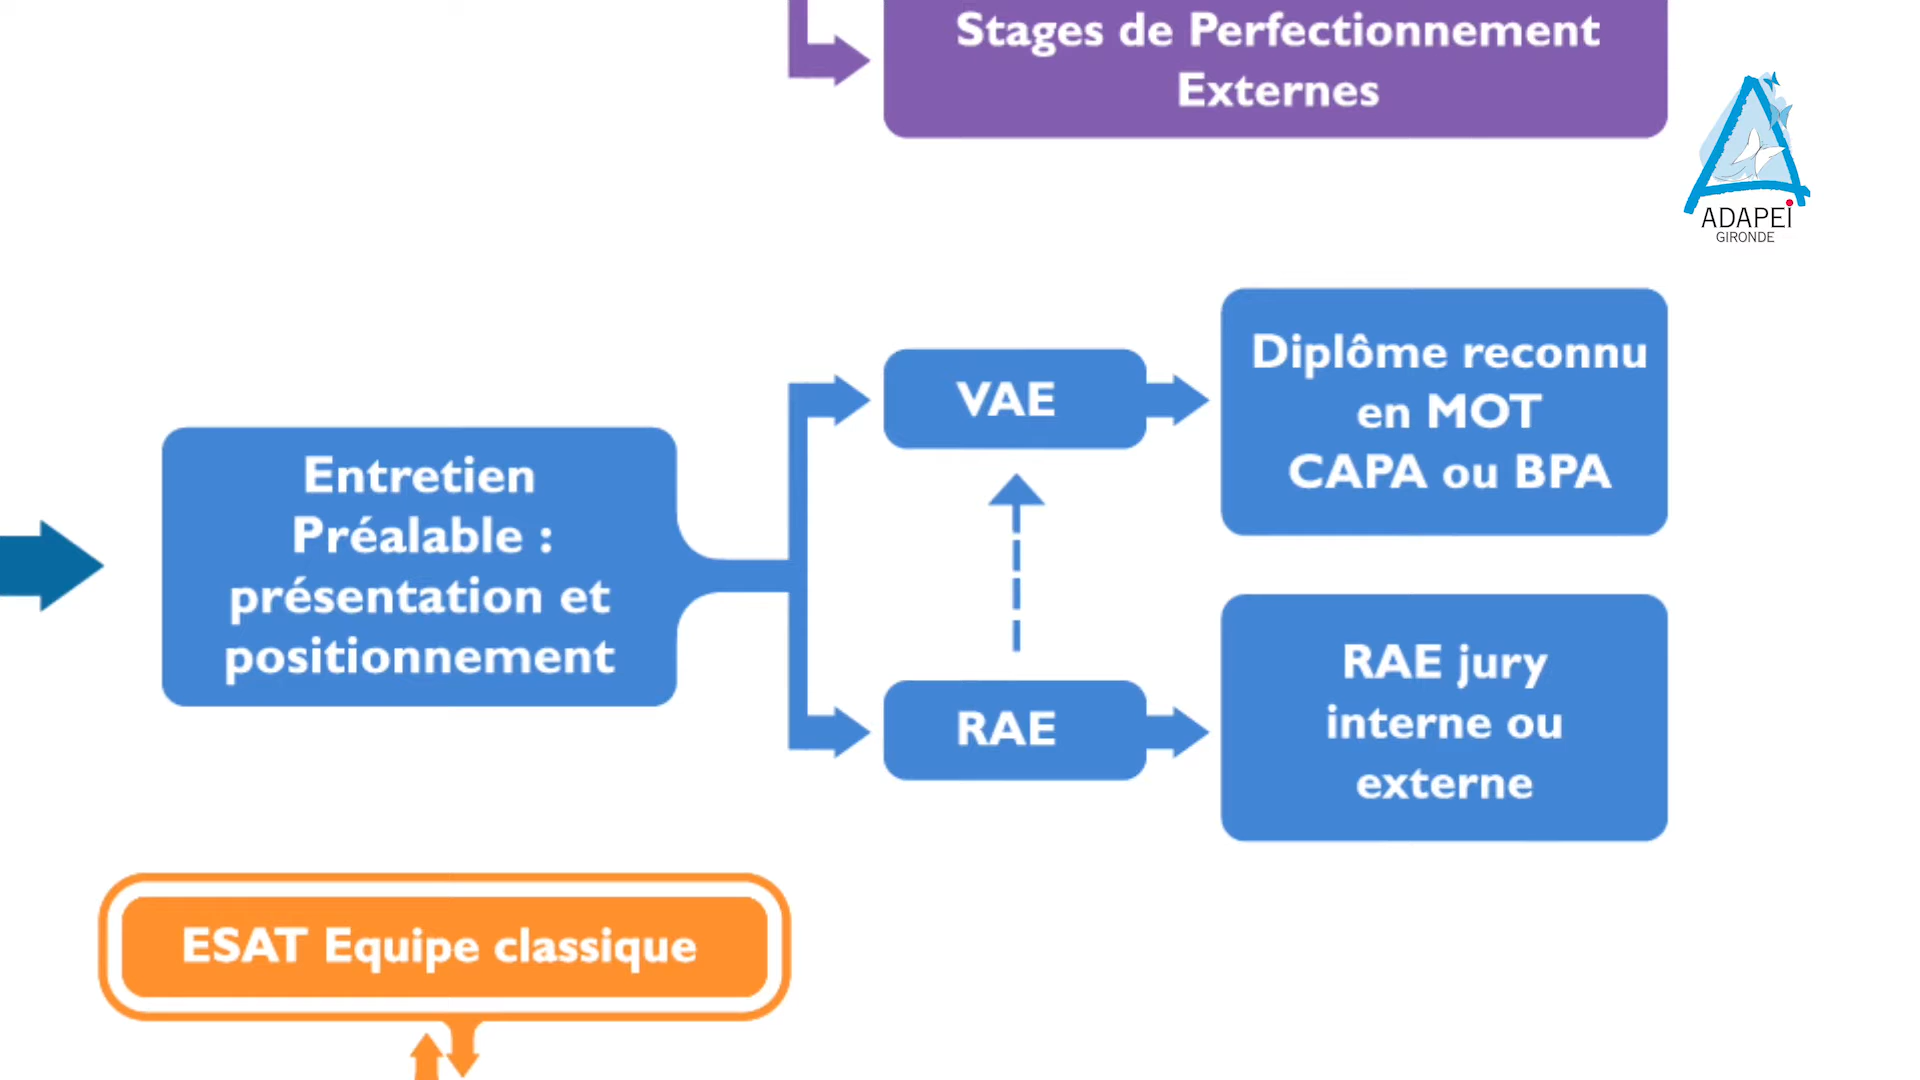 Stages de Perfectionnement
Externes
ADAPEI
GIRONDE
Diplôme reconnu
en MOT
CAPA ou BPA
VAE
Entretien
Préalable :
présentation et
positionnement
RAE
RAE jury
interne ou
externe
ESAT Equipe classique